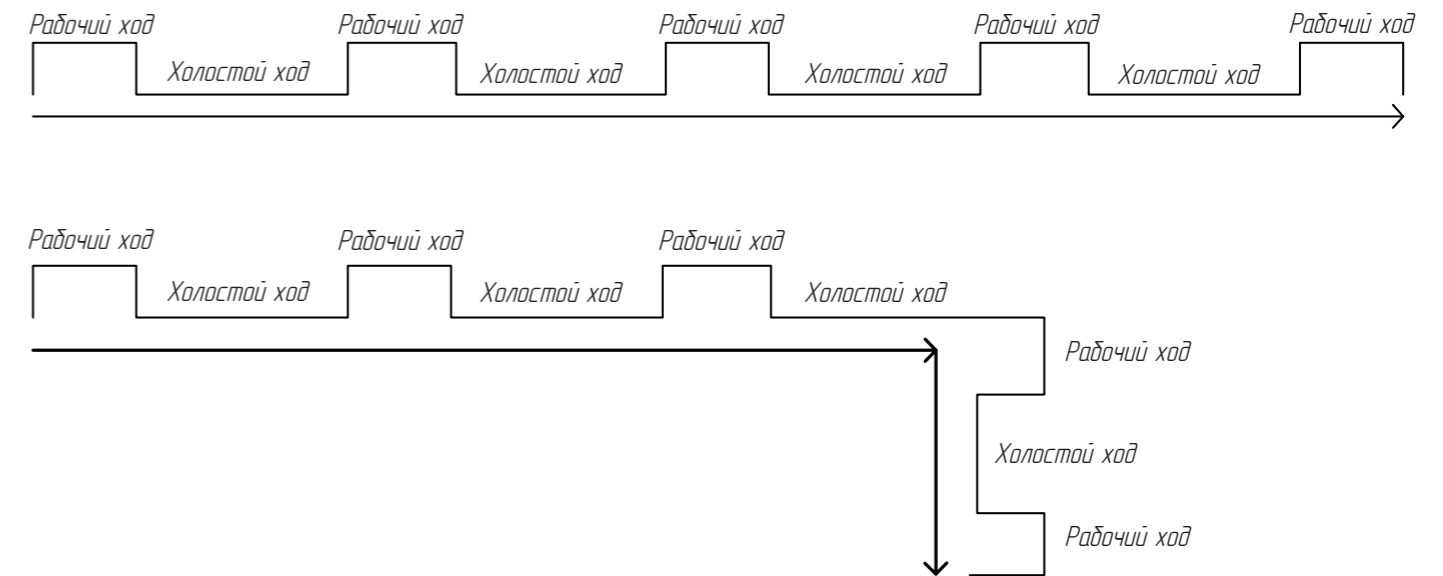 Рабочий ход Рабочий ход Рабочий ход Рабочий ход Рабочий ход
Холостой ход Холостой ход Холостой ход Холостой ход
Рабочий ход Рабочий ход Рабочий ход
Холостой ход Холостой ход Холостой ход
Рабочий ход
Холостой ход
Рабочий ход